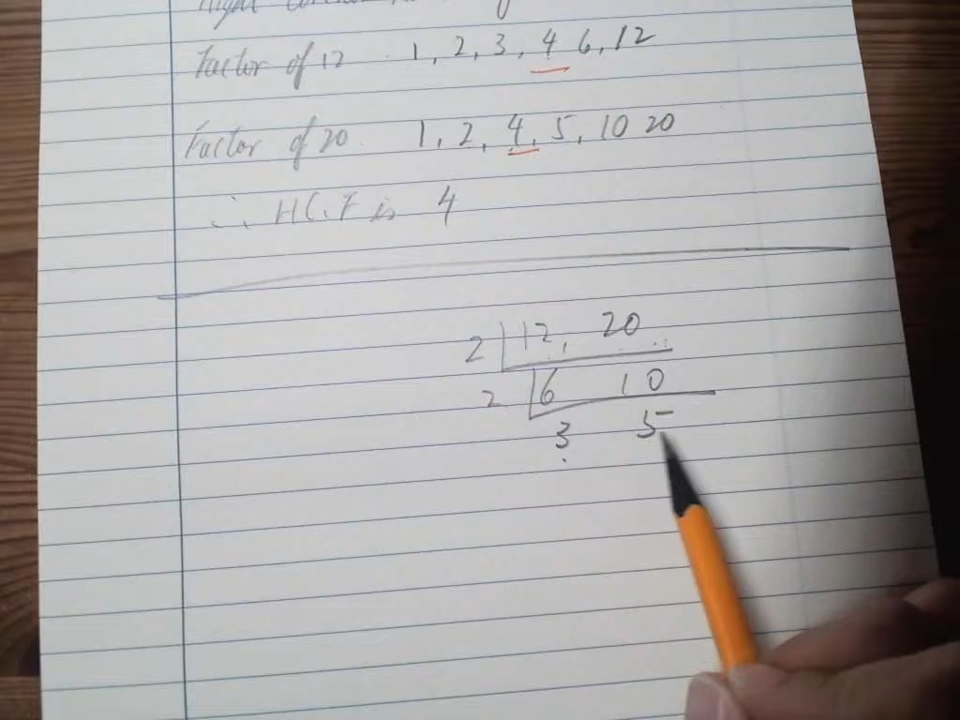 Factor of 12 1, 2, 3, 4 6, 12
Factor of 20 1, 2, 4, 5, 10 20
∴ H.C.F is 4
2 12, 20
2 6 10
3 5